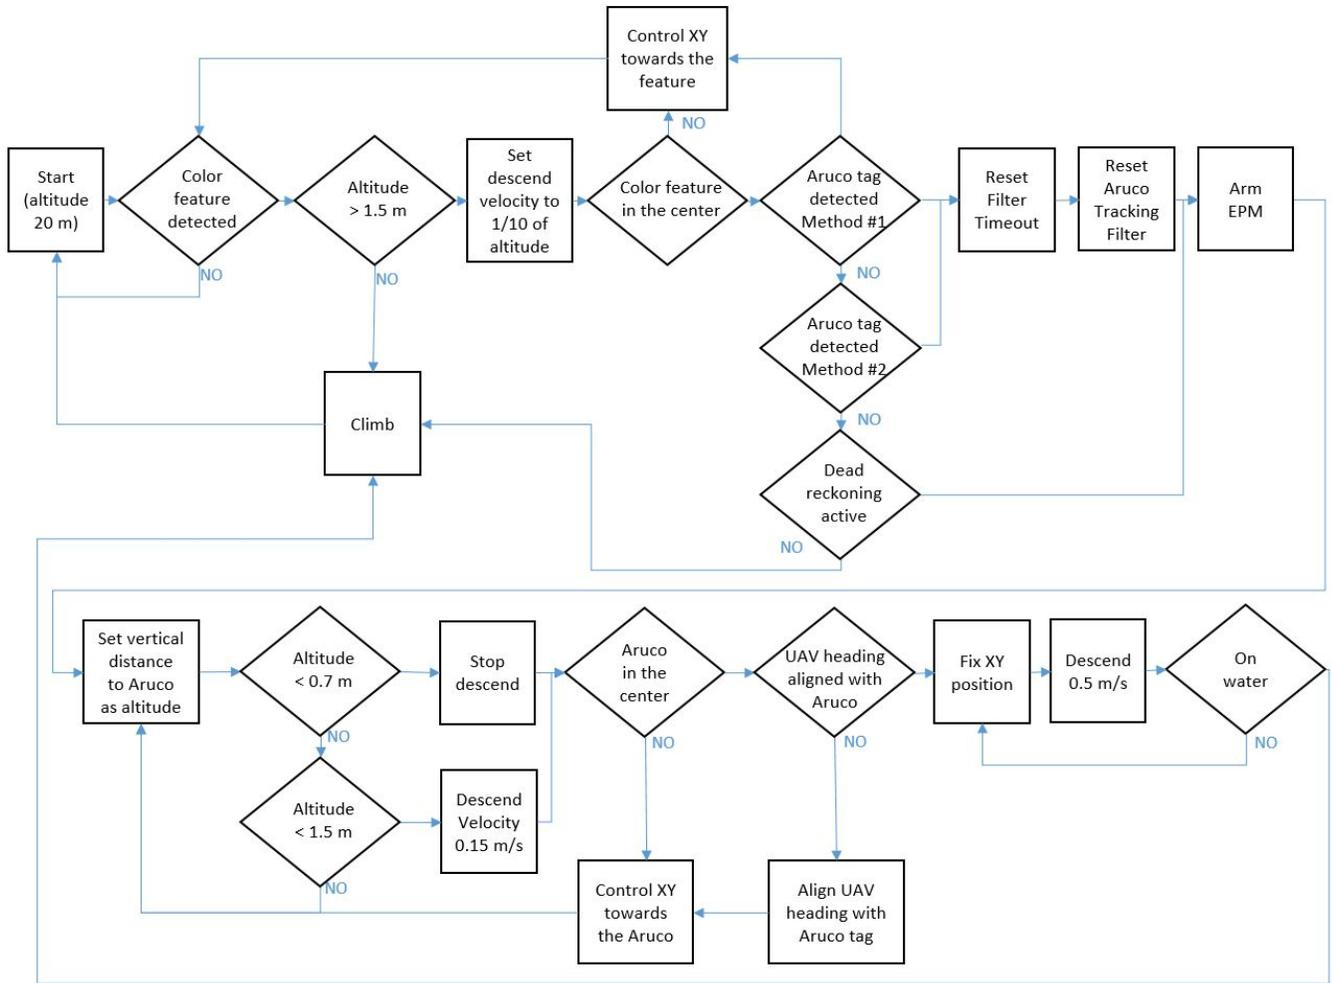 Control XY
towards the
feature
NO
Start
(altitude
20 m)
Color
feature
detected
NO
Altitude
> 1.5 m
NO
Set
descend
velocity to
1/10 of
altitude
Color feature
in the center
Aruco tag
detected
Method #1
NO
Reset
Filter
Timeout
Reset
Aruco
Tracking
Filter
Arm
EPM
Aruco tag
detected
Method #2
NO
Climb
Dead
reckoning
active
NO
Set vertical
distance
to Aruco
as altitude
Altitude
< 0.7 m
NO
Stop
descend
Aruco
in the
center
NO
UAV heading
aligned with
Aruco
NO
Fix XY
position
Descend
0.5 m/s
On
water
NO
Altitude
< 1.5 m
NO
Descend
Velocity
0.15 m/s
Control XY
towards
the Aruco
Align UAV
heading with
Aruco tag